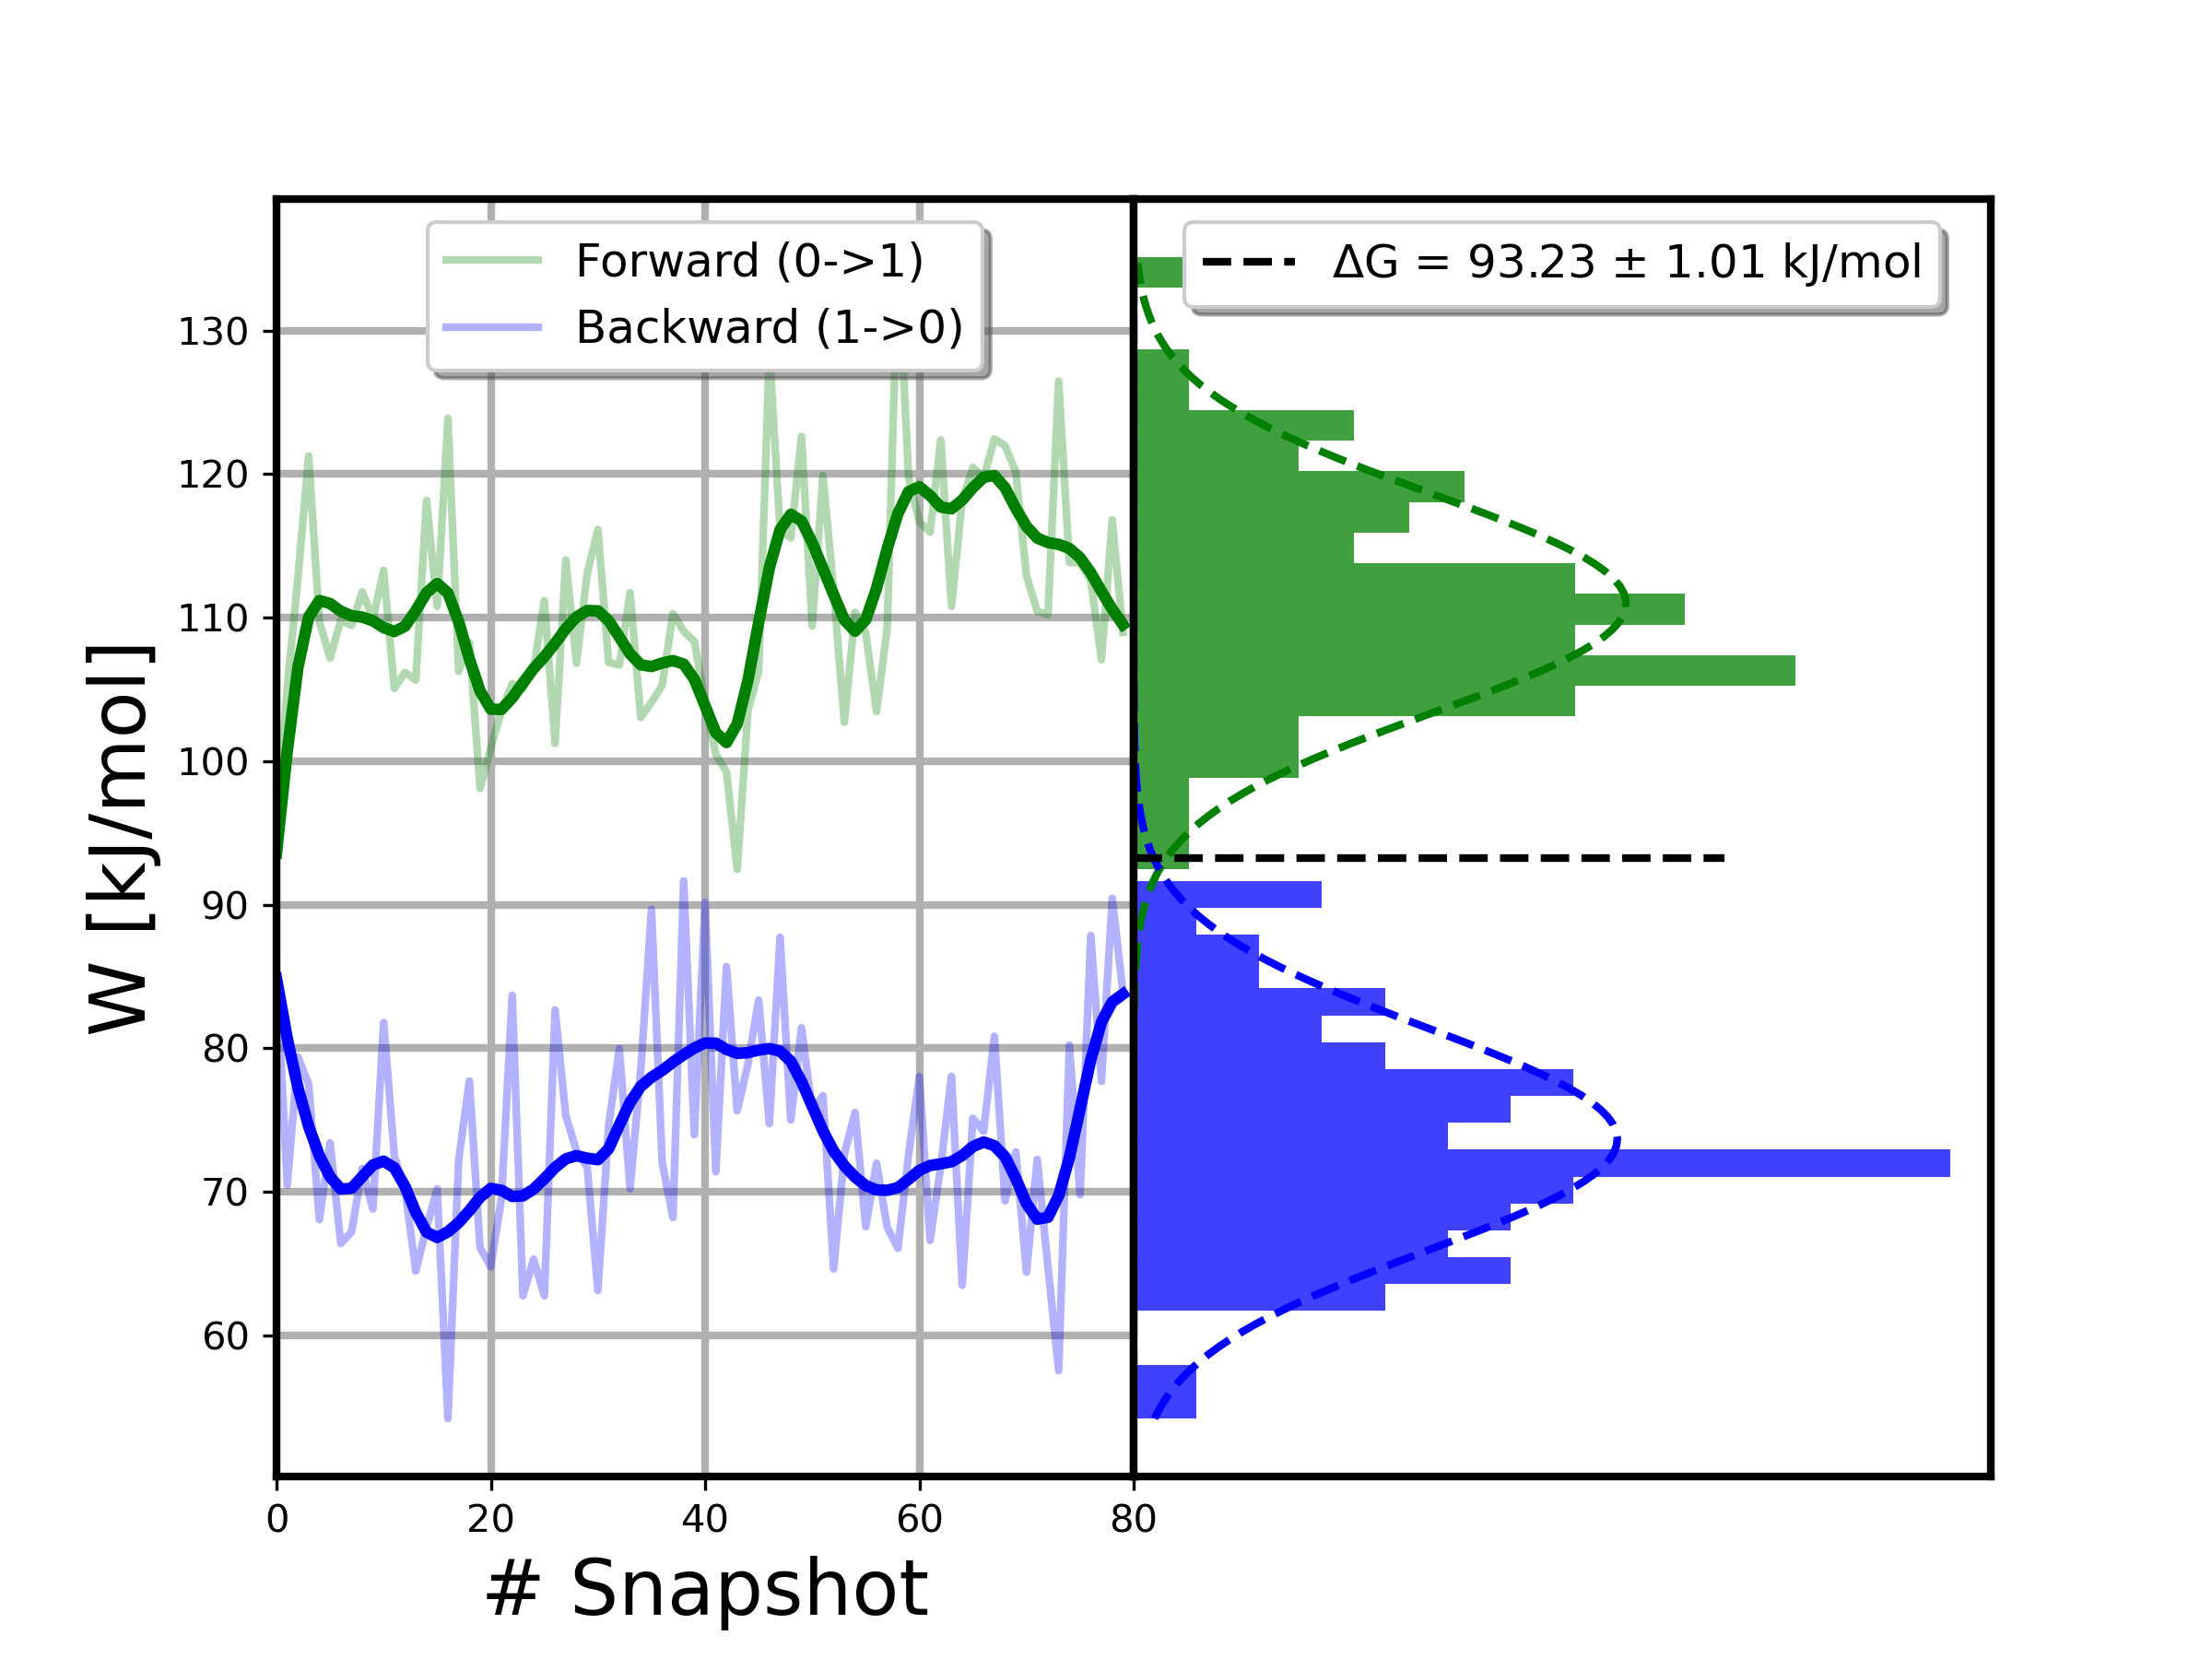 Forward (0->1)
Backward (1->0)
ΔG = 93.23 ± 1.01 kJ/mol
W [kJ/mol]
130
120
110
100
90
80
70
60
0 20 40 60 80
# Snapshot